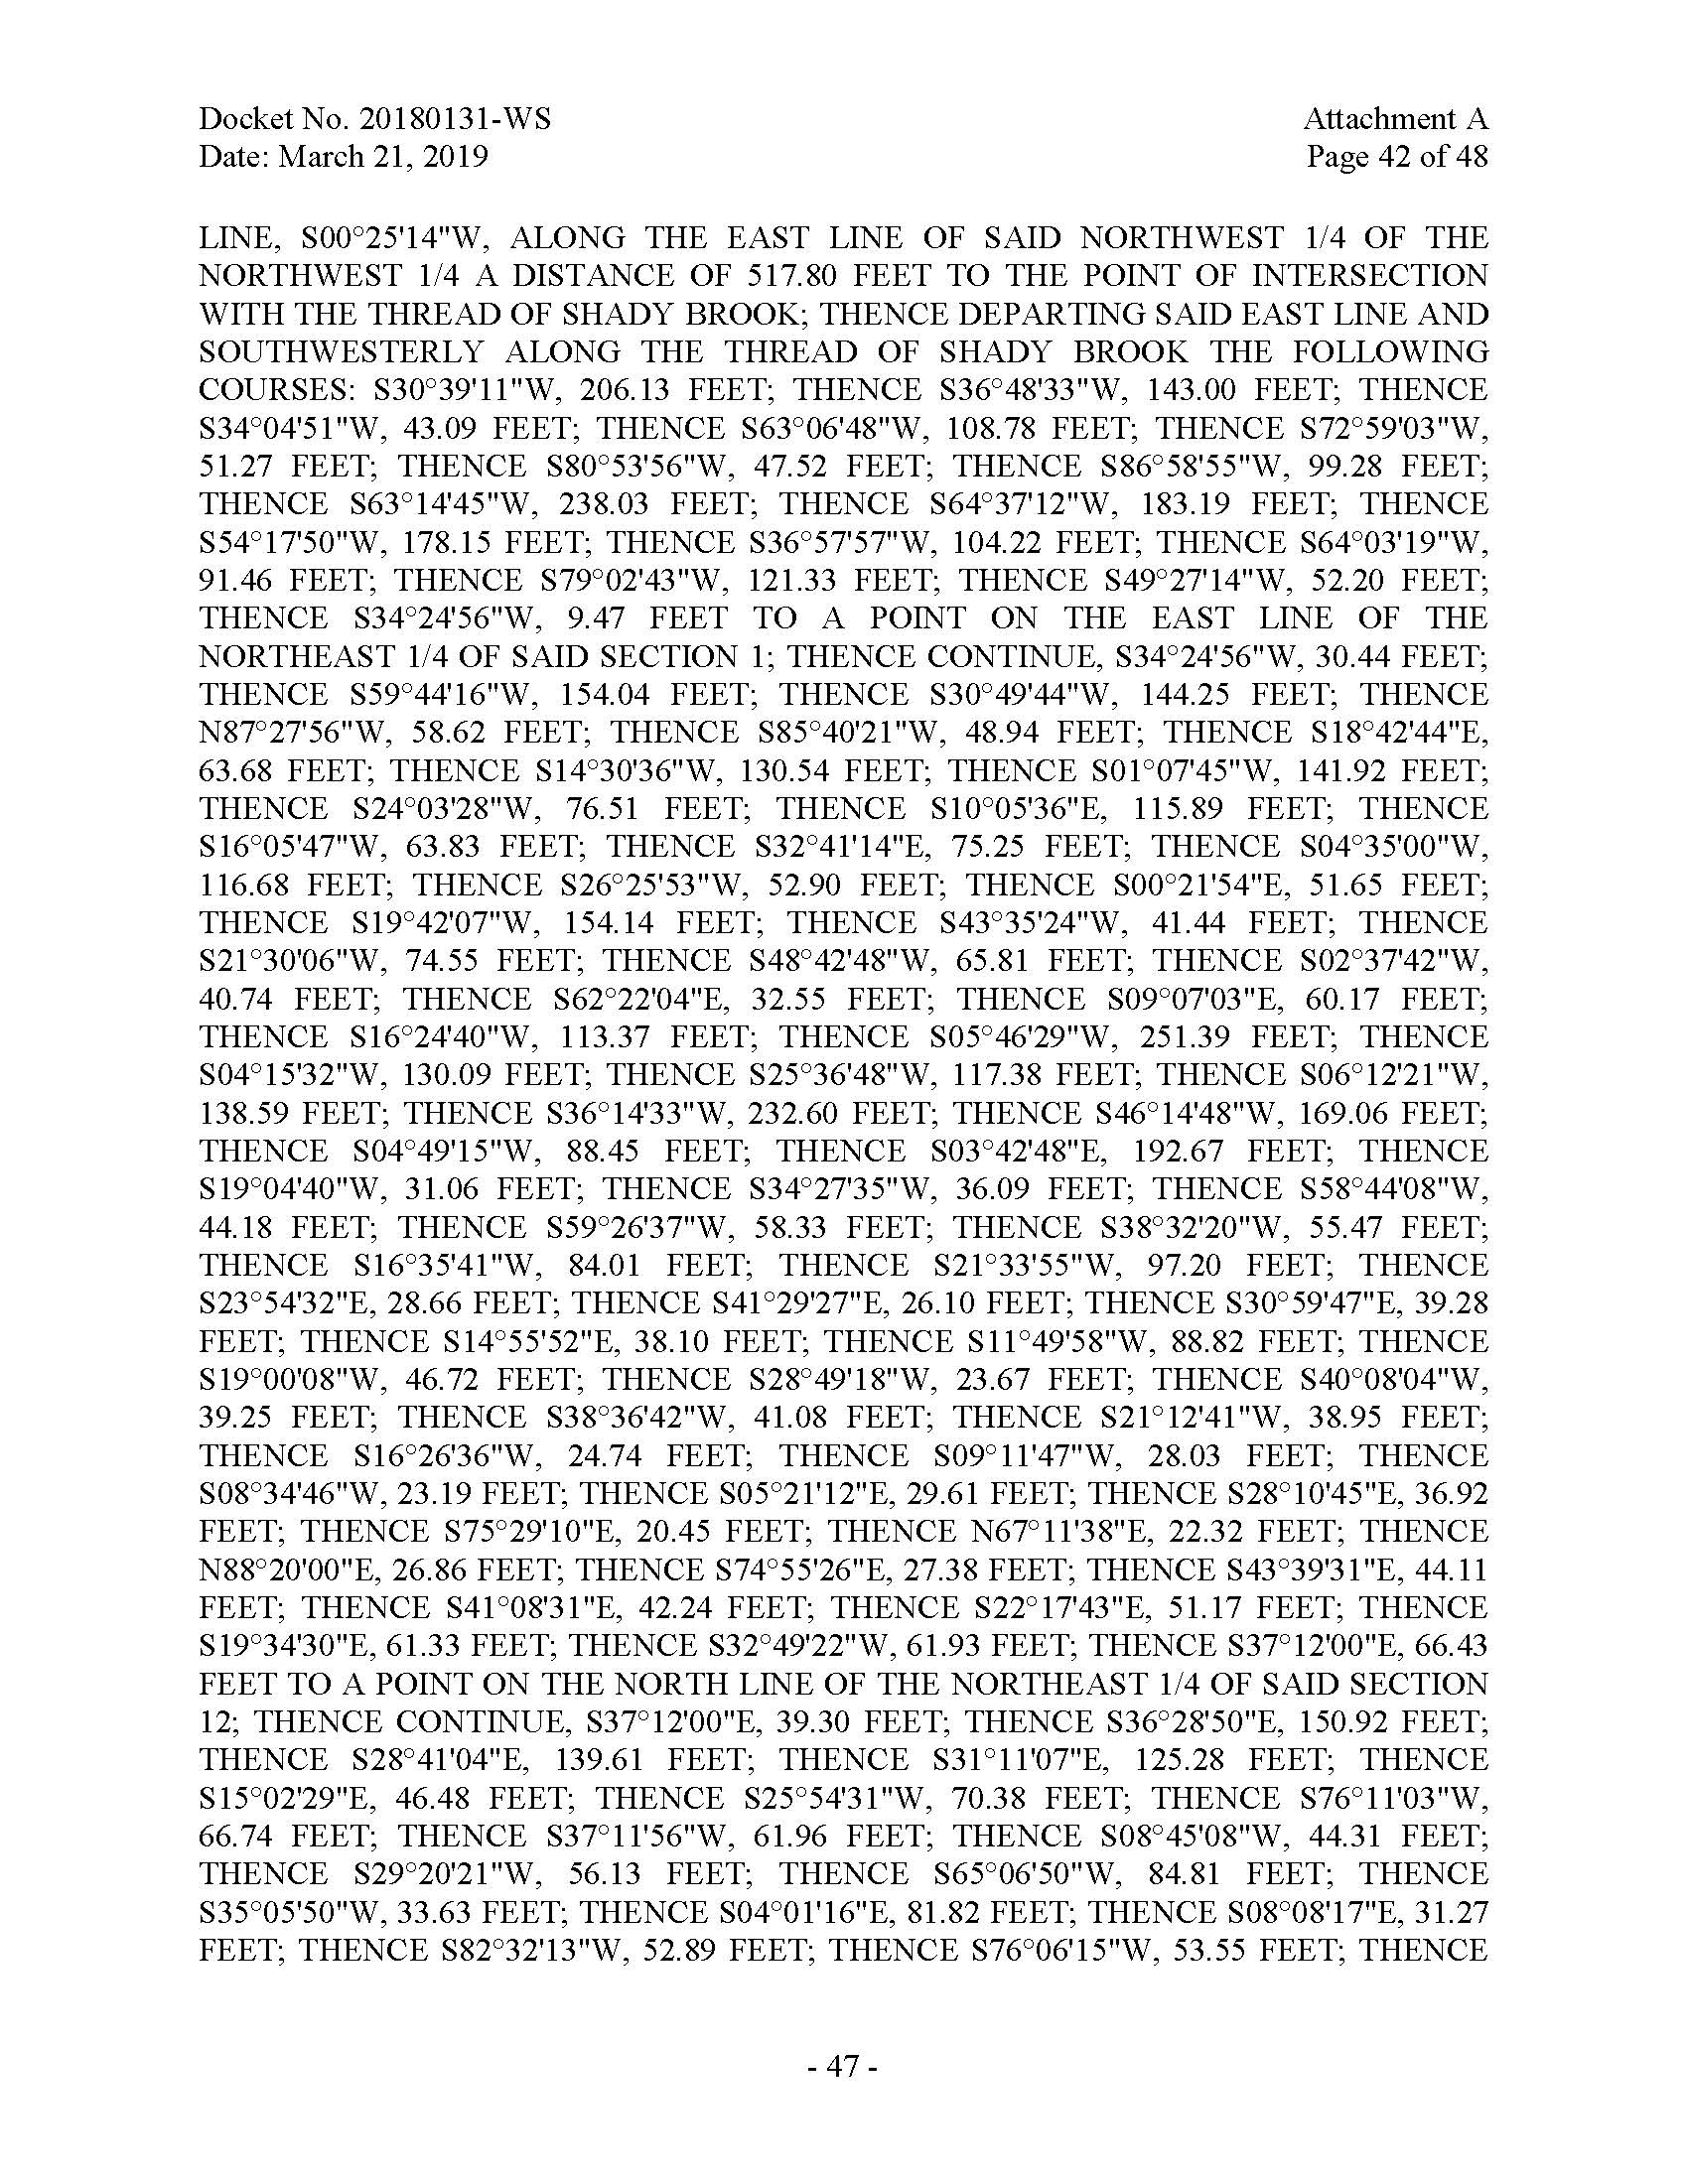 Docket No. 20180131-WS Attachment A
Date: March 21, 2019 Page 42 of 48
LINE, S00°25'14"W, ALONG THE EAST LINE OF SAID NORTHWEST 1/4 OF THE
NORTHWEST 1/4 A DISTANCE OF 517.80 FEET TO THE POINT OF INTERSECTION
WITH THE THREAD OF SHADY BROOK; THENCE DEPARTING SAID EAST LINE AND
SOUTHWESTERLY ALONG THE THREAD OF SHADY BROOK THE FOLLOWING
COURSES: S30°39'11"W, 206.13 FEET; THENCE S36°48'33"W, 143.00 FEET; THENCE
S34°04'51"W, 43.09 FEET; THENCE S63°06'48"W, 108.78 FEET; THENCE S72°59'03"W,
51.27 FEET; THENCE S80°53'56"W, 47.52 FEET; THENCE S86°58'55"W, 99.28 FEET;
THENCE S63°14'45"W, 238.03 FEET; THENCE S64°37'12"W, 183.19 FEET; THENCE
S54°17'50"W, 178.15 FEET; THENCE S36°57'57"W, 104.22 FEET; THENCE S64°03'19"W,
91.46 FEET; THENCE S79°02'43"W, 121.33 FEET; THENCE S49°27'14"W, 52.20 FEET;
THENCE S34°24'56"W, 9.47 FEET TO A POINT ON THE EAST LINE OF THE
NORTHEAST 1/4 OF SAID SECTION 1; THENCE CONTINUE, S34°24'56"W, 30.44 FEET;
THENCE S59°44'16"W, 154.04 FEET; THENCE S30°49'44"W, 144.25 FEET; THENCE
N87°27'56"W, 58.62 FEET; THENCE S85°40'21"W, 48.94 FEET; THENCE S18°42'44"E,
63.68 FEET; THENCE S14°30'36"W, 130.54 FEET; THENCE S01°07'45"W, 141.92 FEET;
THENCE S24°03'28"W, 76.51 FEET; THENCE S10°05'36"E, 115.89 FEET; THENCE
S16°05'47"W, 63.83 FEET; THENCE S32°41'14"E, 75.25 FEET; THENCE S04°35'00"W,
116.68 FEET; THENCE S26°25'53"W, 52.90 FEET; THENCE S00°21'54"E, 51.65 FEET;
THENCE S19°42'07"W, 154.14 FEET; THENCE S43°35'24"W, 41.44 FEET; THENCE
S21°30'06"W, 74.55 FEET; THENCE S48°42'48"W, 65.81 FEET; THENCE S02°37'42"W,
40.74 FEET; THENCE S62°22'04"E, 32.55 FEET; THENCE S09°07'03"E, 60.17 FEET;
THENCE S16°24'40"W, 113.37 FEET; THENCE S05°46'29"W, 251.39 FEET; THENCE
S04°15'32"W, 130.09 FEET; THENCE S25°36'48"W, 117.38 FEET; THENCE S06°12'21"W,
138.59 FEET; THENCE S36°14'33"W, 232.60 FEET; THENCE S46°14'48"W, 169.06 FEET;
THENCE S04°49'15"W, 88.45 FEET; THENCE S03°42'48"E, 192.67 FEET; THENCE
S19°04'40"W, 31.06 FEET; THENCE S34°27'35"W, 36.09 FEET; THENCE S58°44'08"W,
44.18 FEET; THENCE S59°26'37"W, 58.33 FEET; THENCE S38°32'20"W, 55.47 FEET;
THENCE S16°35'41"W, 84.01 FEET; THENCE S21°33'55"W, 97.20 FEET; THENCE
S23°54'32"E, 28.66 FEET; THENCE S41°29'27"E, 26.10 FEET; THENCE S30°59'47"E, 39.28
FEET; THENCE S14°55'52"E, 38.10 FEET; THENCE S11°49'58"W, 88.82 FEET; THENCE
S19°00'08"W, 46.72 FEET; THENCE S28°49'18"W, 23.67 FEET; THENCE S40°08'04"W,
39.25 FEET; THENCE S38°36'42"W, 41.08 FEET; THENCE S21°12'41"W, 38.95 FEET;
THENCE S16°26'36"W, 24.74 FEET; THENCE S09°11'47"W, 28.03 FEET; THENCE
S08°34'46"W, 23.19 FEET; THENCE S05°21'12"E, 29.61 FEET; THENCE S28°10'45"E, 36.92
FEET; THENCE S75°29'10"E, 20.45 FEET; THENCE N67°11'38"E, 22.32 FEET; THENCE
N88°20'00"E, 26.86 FEET; THENCE S74°55'26"E, 27.38 FEET; THENCE S43°39'31"E, 44.11
FEET; THENCE S41°08'31"E, 42.24 FEET; THENCE S22°17'43"E, 51.17 FEET; THENCE
S19°34'30"E, 61.33 FEET; THENCE S32°49'22"W, 61.93 FEET; THENCE S37°12'00"E, 66.43
FEET TO A POINT ON THE NORTH LINE OF THE NORTHEAST 1/4 OF SAID SECTION
12; THENCE CONTINUE, S37°12'00"E, 39.30 FEET; THENCE S36°28'50"E, 150.92 FEET;
THENCE S28°41'04"E, 139.61 FEET; THENCE S31°11'07"E, 125.28 FEET; THENCE
S15°02'29"E, 46.48 FEET; THENCE S25°54'31"W, 70.38 FEET; THENCE S76°11'03"W,
66.74 FEET; THENCE S37°11'56"W, 61.96 FEET; THENCE S08°45'08"W, 44.31 FEET;
THENCE S29°20'21"W, 56.13 FEET; THENCE S65°06'50"W, 84.81 FEET; THENCE
S35°05'50"W, 33.63 FEET; THENCE S04°01'16"E, 81.82 FEET; THENCE S08°08'17"E, 31.27
FEET; THENCE S82°32'13"W, 52.89 FEET; THENCE S76°06'15"W, 53.55 FEET; THENCE
- 47 -